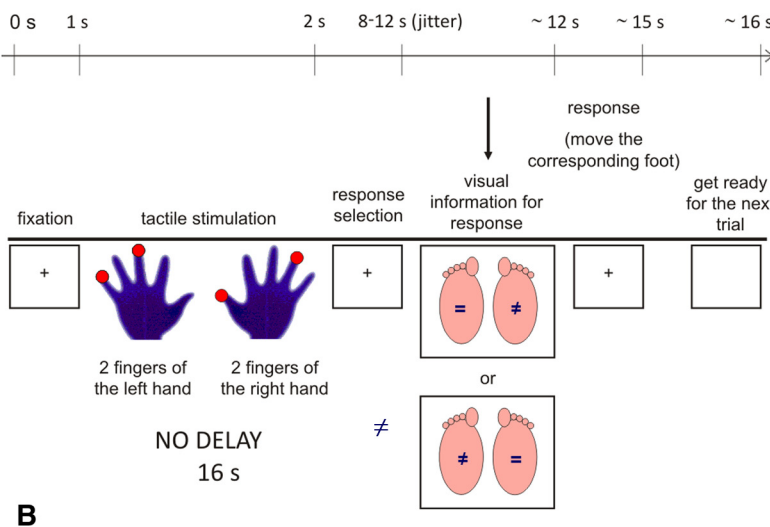 0 s 1 s 2 s 8-12 s (jitter) ~ 12 s ~ 15 s ~ 16 s
response
(move the
corresponding foot)
visual
information for
response
response
selection
get ready
for the nex
trial
fixation
tactile stimulation
+
+
= ≠
+
2 fingers of
the left hand
2 fingers of
the right hand
or
≠
NO DELAY
16 s
≠ =
B